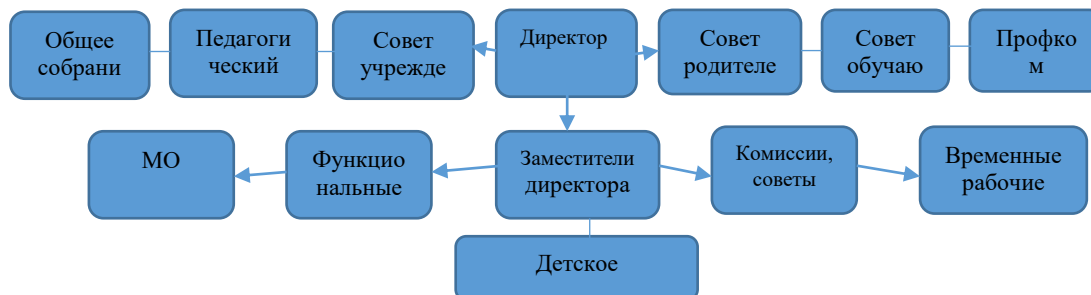 Общее
собрани
Педагоги
ческий
Совет
учрежде
Директор
Совет
родителе
Совет
обучаю
Профко
м
МО
Функцио
нальные
Заместители
директора
Комиссии,
советы
Временные
рабочие
Детское